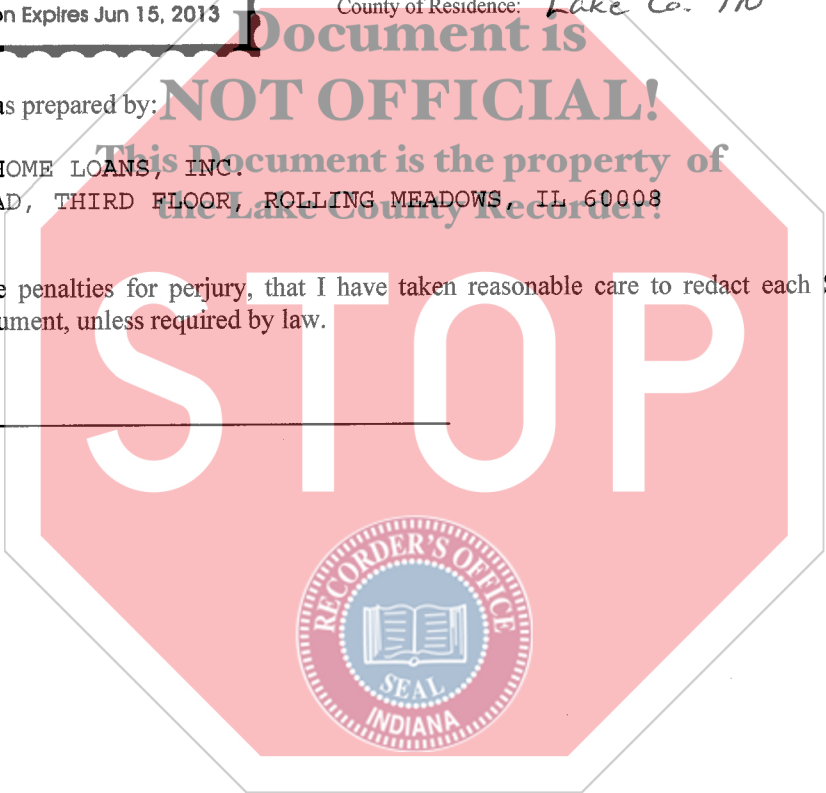 n Expires Jun 15, 2013
County of Residence: Lake Co.
Document is
as prepared by:
NOT OFFICIAL!
This Document is the property of
HOME LOANS, INC.
AD, THIRD FLOOR, ROLLING MEADOWS, IL 60008
the Lake County Recorder!
e penalties for perjury, that I have taken reasonable care to redact each S
ument, unless required by law.
STOP
RECORDER'S OFFICE
SEAL
INDIANA